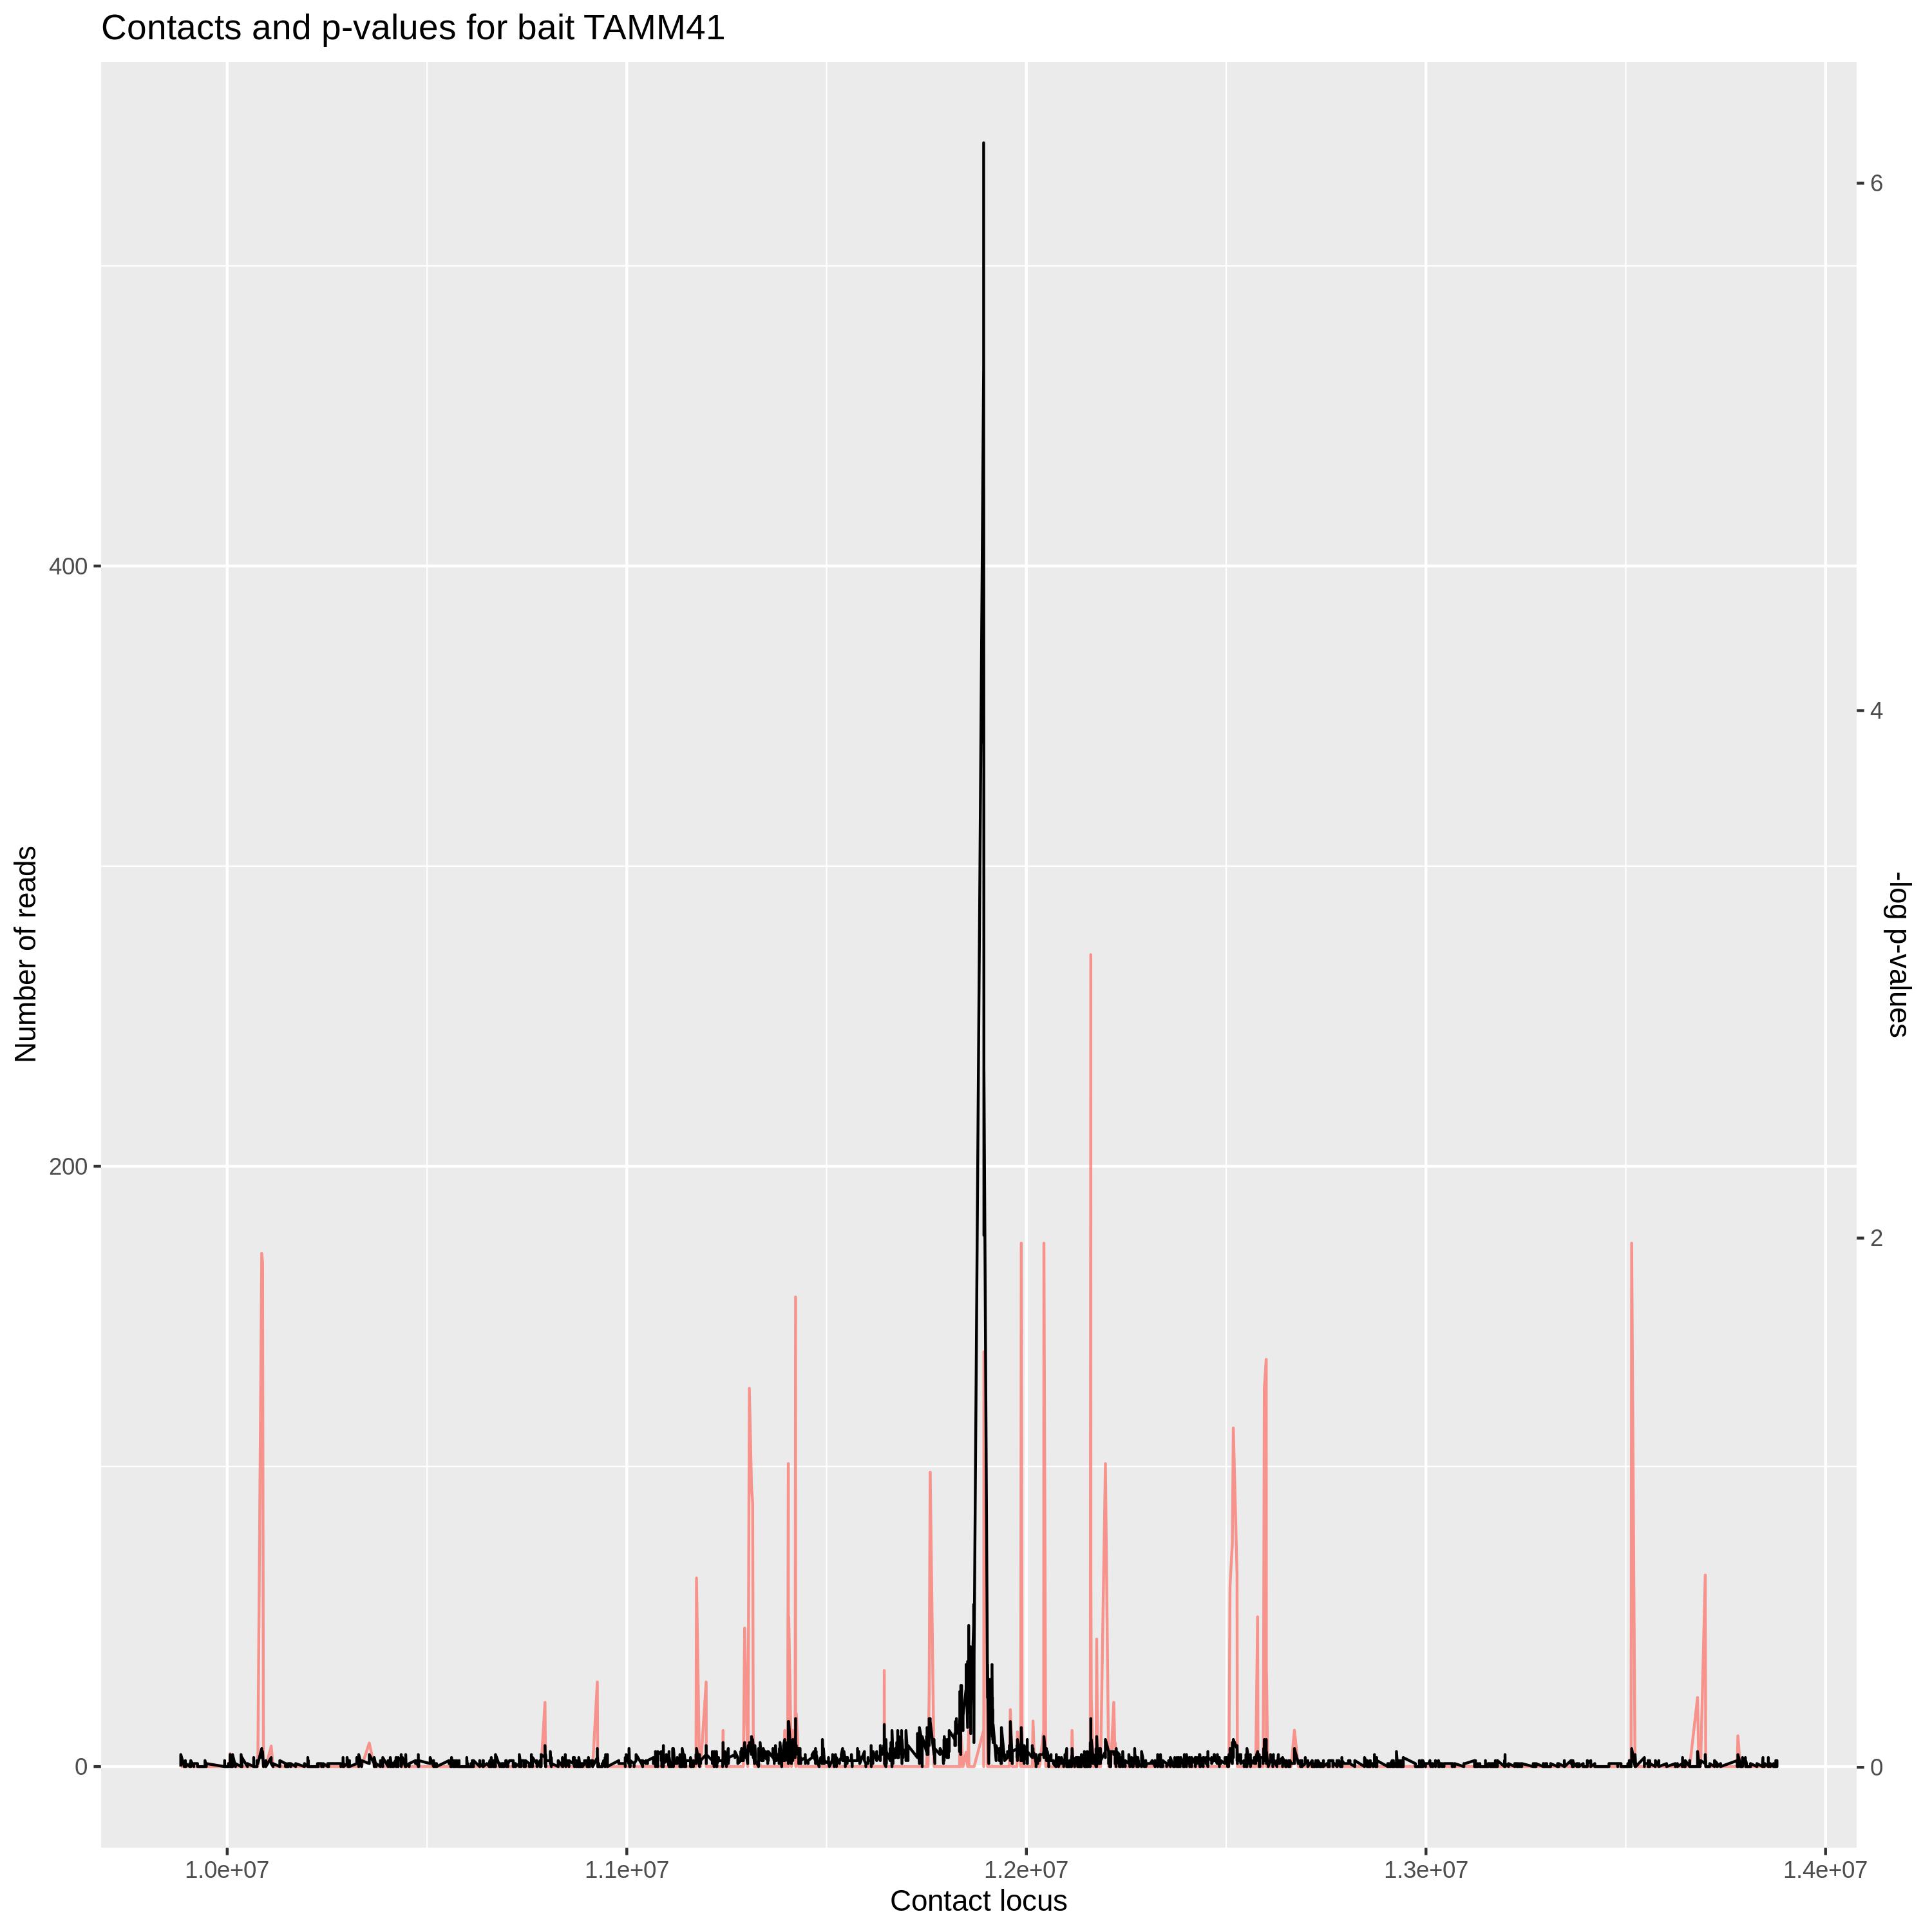 Contacts and p-values for bait TAMM41
Number of reads
400
200
0
6
4
2
0
-log p-values
1.0e+07
1.1e+07
1.2e+07
1.3e+07
1.4e+07
Contact locus